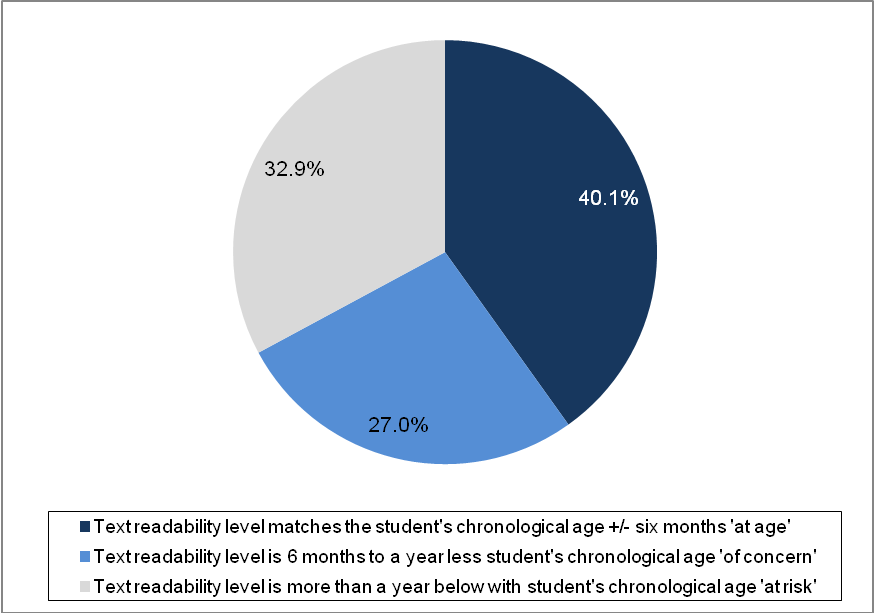 32.9%
40.1%
27.0%
Text readability level matches the student's chronological age +/- six months 'at age'
Text readability level is 6 months to a year less student's chronological age 'of concern'
Text readability level is more than a year below with student's chronological age 'at risk'